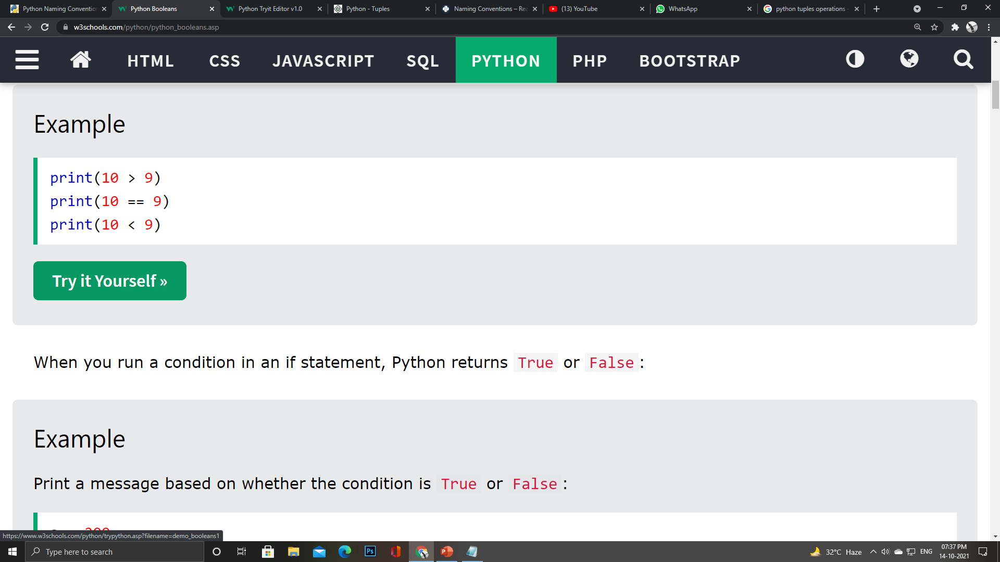 Python Naming Conventio
Python Booleans
Python Tryit Editor v1.0
Python - Tuples
Naming Conventions – Rea
(13) YouTube
WhatsApp
python tuples operations -
w3schools.com/python/python_booleans.asp
HTML CSS JAVASCRIPT SQL PYTHON PHP BOOTSTRAP
Example
print(10 > 9)
print(10 == 9)
print(10 < 9)
Try it Yourself »
When you run a condition in an if statement, Python returns True or False:
Example
Print a message based on whether the condition is True or False:
https://www.w3schools.com/python/trypython.asp?filename=demo_booleans1
Type here to search
Ps
32°C Haze
ENG
07:37 PM
14-10-2021